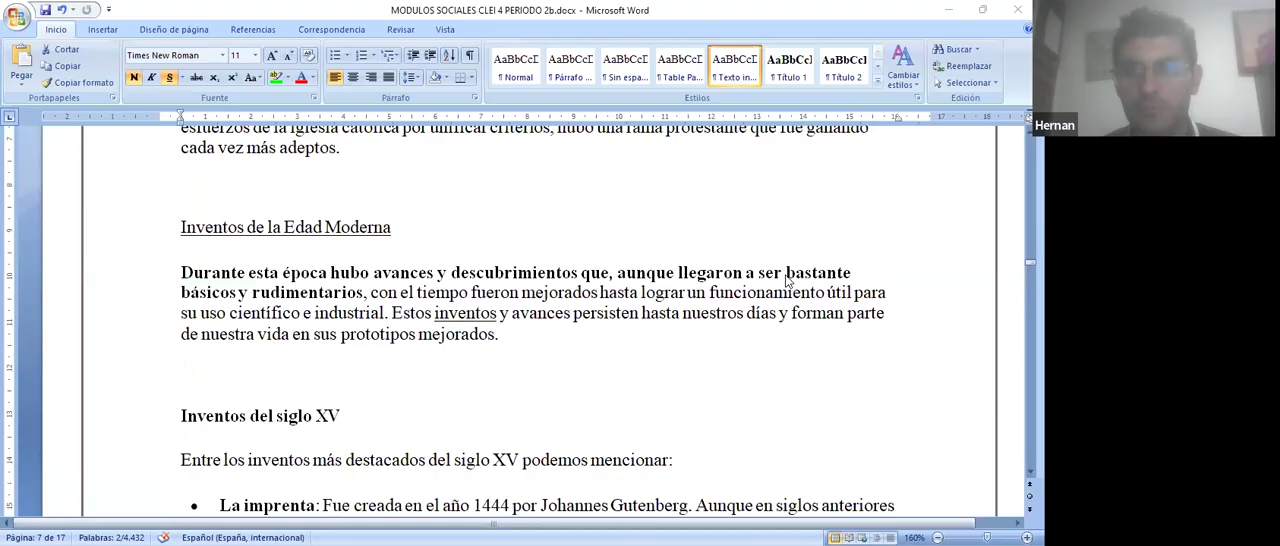 MODULOS SOCIALES CLEI 4 PERIODO 2b.docx - Microsoft Word
Inicio Insertar Diseño de página Referencias Correspondencia Revisar Vista
Pegar
Cortar
Copiar
Copiar formato
Portapapeles
Times New Roman 11
Fuente
Párrafo
AaBbCcD AaBbCcD AaBbCcD AaBbCcD AaBbCcD AaBbC AaBbCcI
¶ Normal ¶ Párrafo ... ¶ Sin espa... ¶ Table Pa... ¶ Texto in... ¶ Título 1 ¶ Título 2
Cambiar estilos
Estilos
Buscar
Reemplazar
Seleccionar
Edición
Hernan
esfuerzos de la iglesia católica por unificar criterios, hubo una rama protestante que fue ganando
cada vez más adeptos.
Inventos de la Edad Moderna
Durante esta época hubo avances y descubrimientos que, aunque llegaron a ser bastante
básicos y rudimentarios, con el tiempo fueron mejorados hasta lograr un funcionamiento útil para
su uso científico e industrial. Estos inventos y avances persisten hasta nuestros días y forman parte
de nuestra vida en sus prototipos mejorados.
Inventos del siglo XV
Entre los inventos más destacados del siglo XV podemos mencionar:
• La imprenta: Fue creada en el año 1444 por Johannes Gutenberg. Aunque en siglos anteriores
Página: 7 de 17 Palabras: 2/4.432 Español (España, internacional) 160%